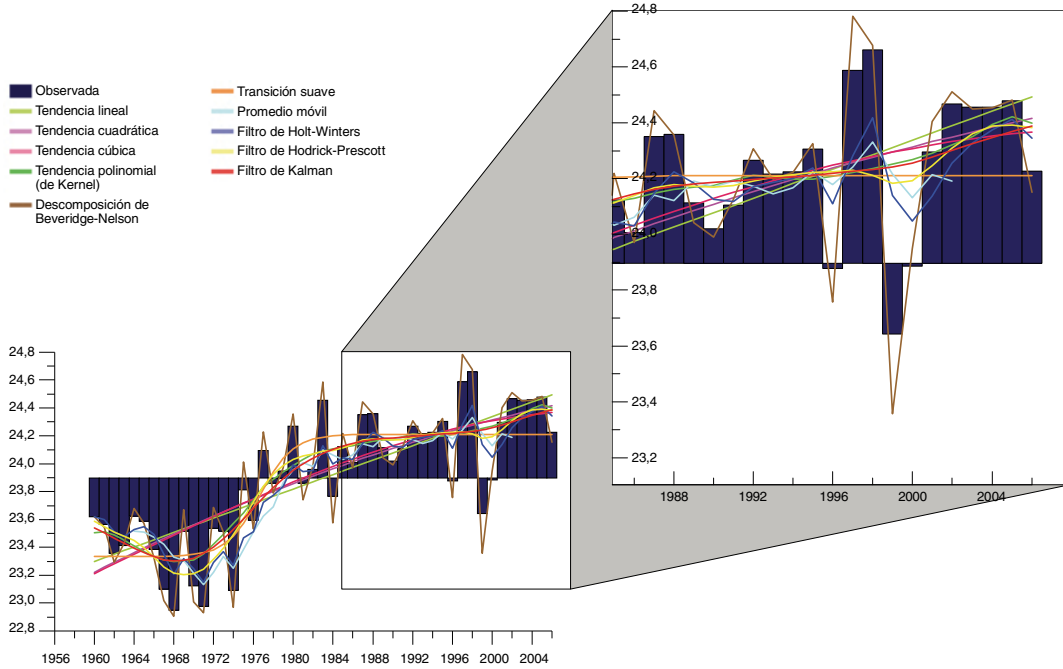 Observada
Tendencia lineal
Tendencia cuadrática
Tendencia cúbica
Tendencia polinomial
(de Kernel)
Descomposición de
Beveridge-Nelson
Transición suave
Promedio móvil
Filtro de Holt-Winters
Filtro de Hodrick-Prescott
Filtro de Kalman
24,8
24,6
24,4
24,2
24,0
23,8
23,6
23,4
23,2
1988 1992 1996 2000 2004
24,8
24,6
24,4
24,2
24,0
23,8
23,6
23,4
23,2
23,0
22,8
1956 1960 1964 1968 1972 1976 1980 1984 1988 1992 1996 2000 2004